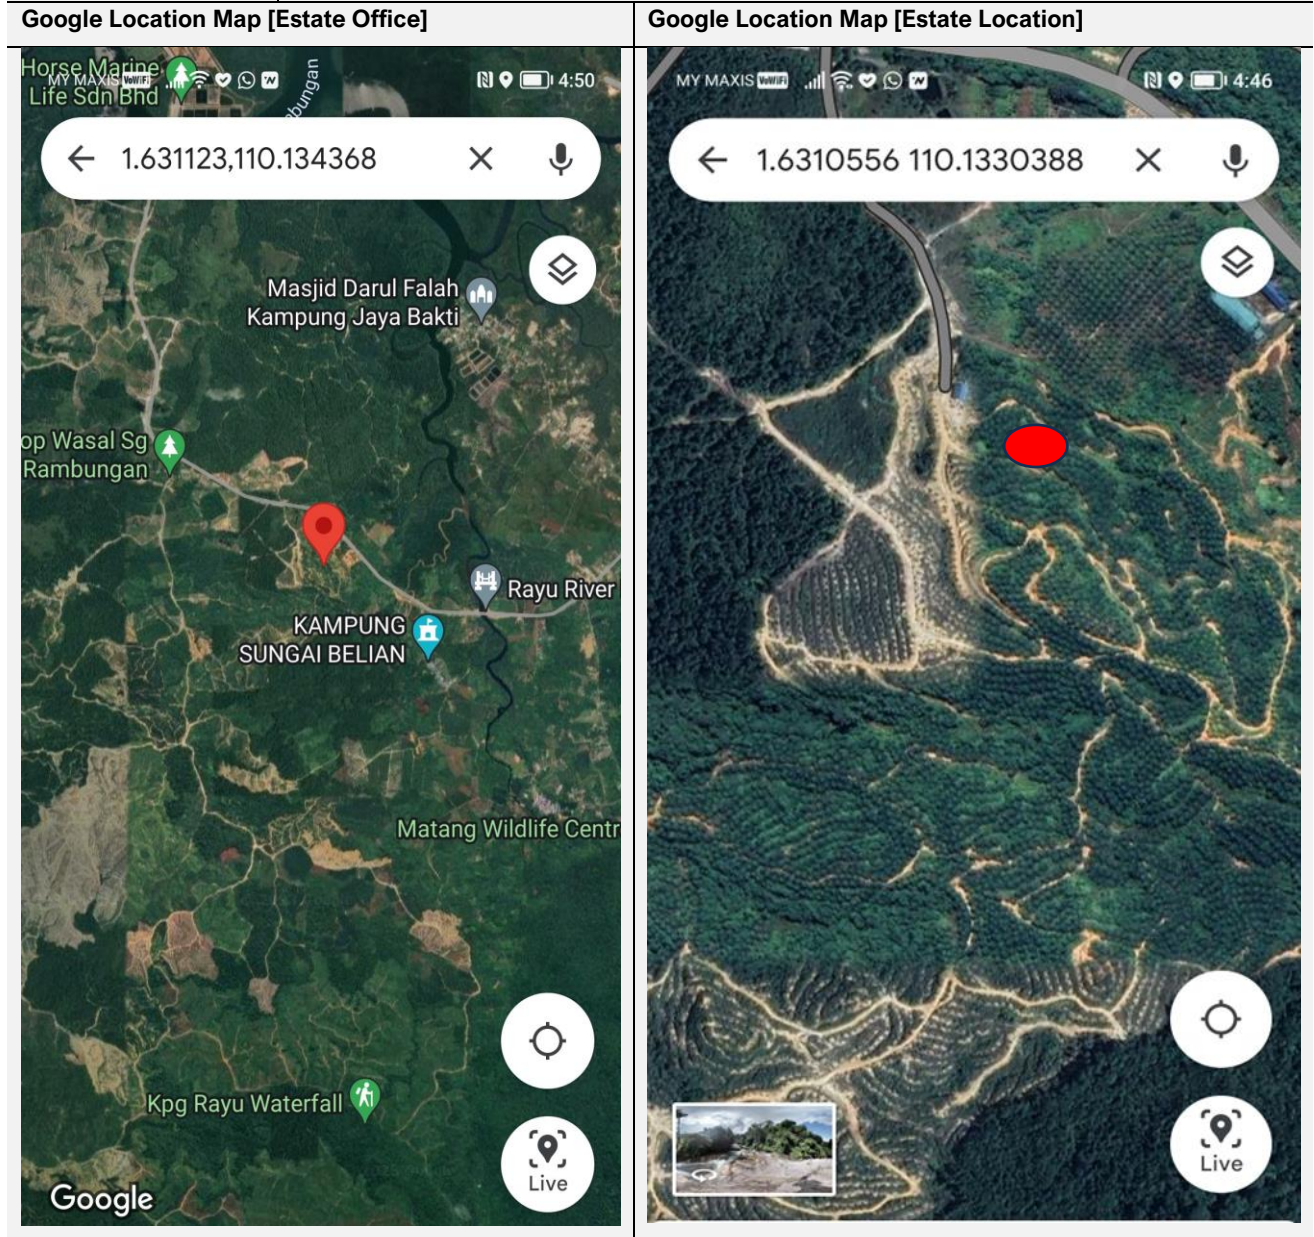 Google Location Map [Estate Office]
Google Location Map [Estate Location]
Horse Marine
MY MAXIS VoWiFi
4:50
Life Sdn Bhd
1.631123,110.134368
Masjid Darul Falah
Kampung Jaya Bakti
op Wasal Sg
Rambungan
Rayu River
KAMPUNG
SUNGAI BELIAN
Matang Wildlife Centr
Kpg Rayu Waterfall
Live
Google
MY MAXIS VoWiFi
4:46
1.6310556 110.1330388
Live